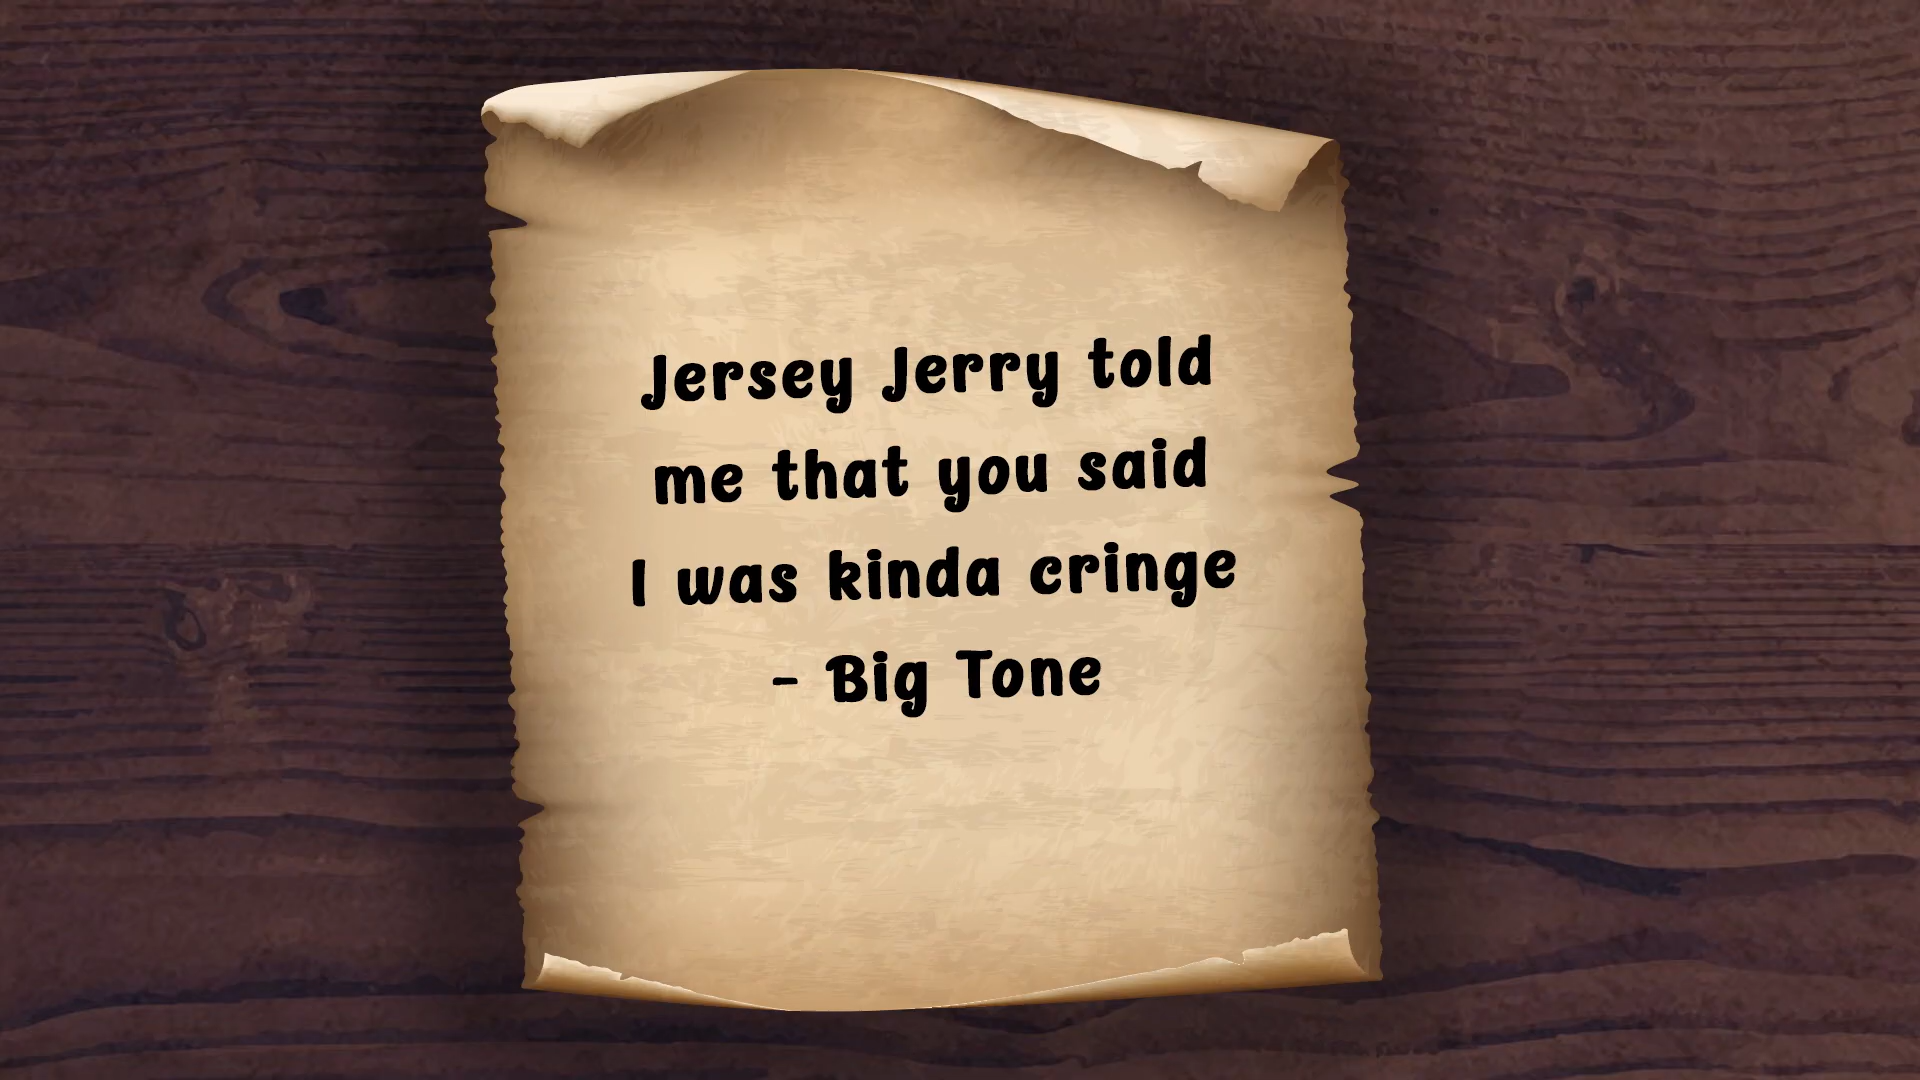 Jersey Jerry told
me that you said
I was kinda cringe
- Big Tone